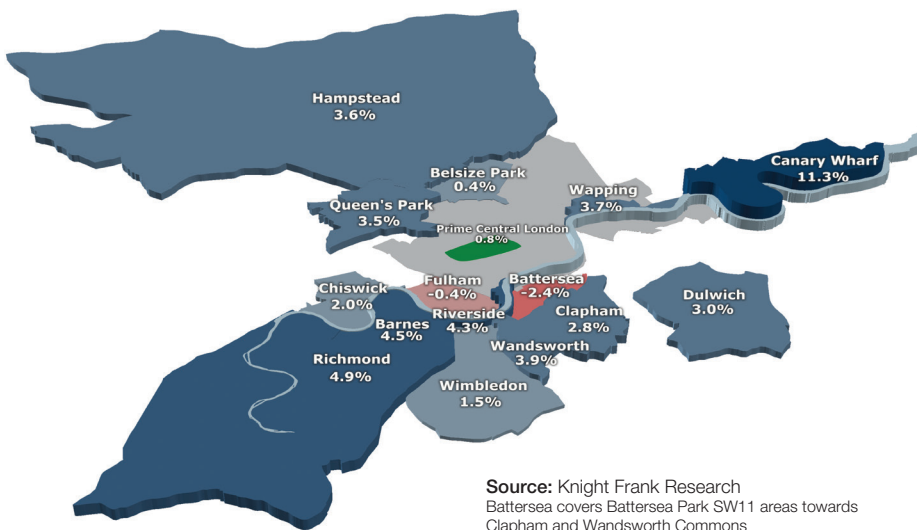 Hampstead
3.6%
Belsize Park
0.4%
Queen's Park
3.5%
Wapping
3.7%
Canary Wharf
11.3%
Prime Central London
0.8%
Chiswick
2.0%
Fulham
-0.4%
Battersea
-2.4%
Riverside
4.3%
Barnes
4.5%
Clapham
2.8%
Dulwich
3.0%
Wandsworth
3.9%
Richmond
4.9%
Wimbledon
1.5%
Source: Knight Frank Research
Battersea covers Battersea Park SW11 areas towards
Clapham and Wandsworth Commons